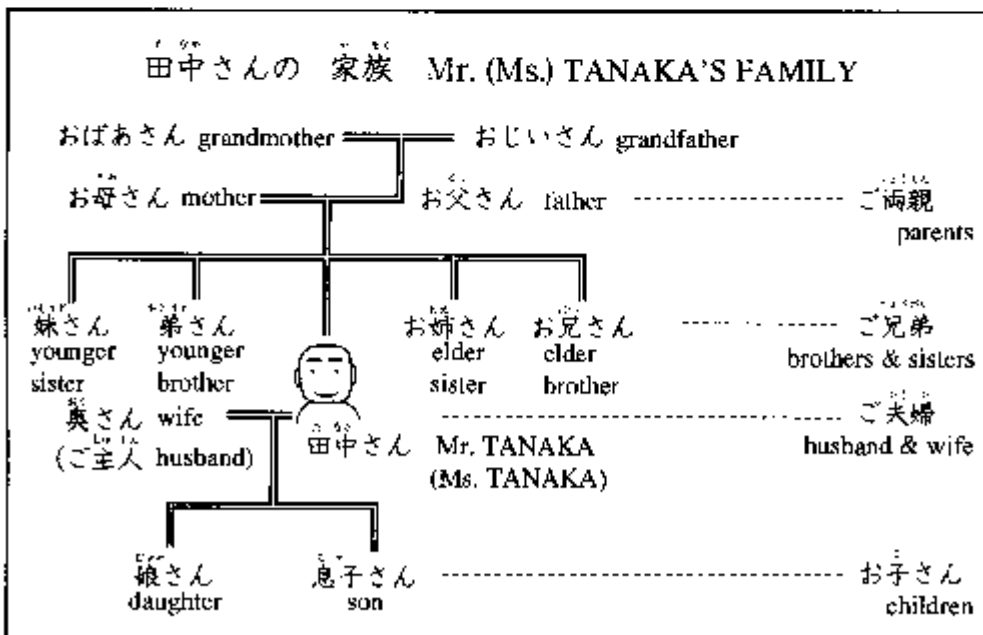 田中さんの 家族 Mr. (Ms.) TANAKA'S FAMILY
おばあさん grandmother おじいさん grandfather
お母さん mother お父さん father ご両親
parents
妹さん 弟さん お姉さん お兄さん ご兄弟
younger younger elder elder brothers & sisters
sister brother sister brother
奥さん wife ご夫婦
(ご主人 husband) 田中さん Mr. TANAKA husband & wife
(Ms. TANAKA)
娘さん 息子さん お子さん
daughter son children